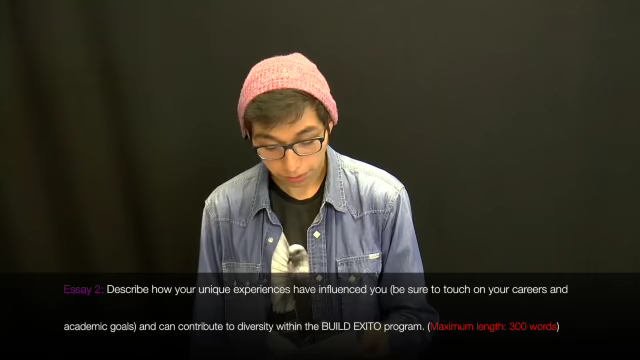 Essay 2: Describe how your unique experiences have influenced you (be sure to touch on your careers and
academic goals) and can contribute to diversity within the BUILD EXITO program. (Maximum length: 300 words)